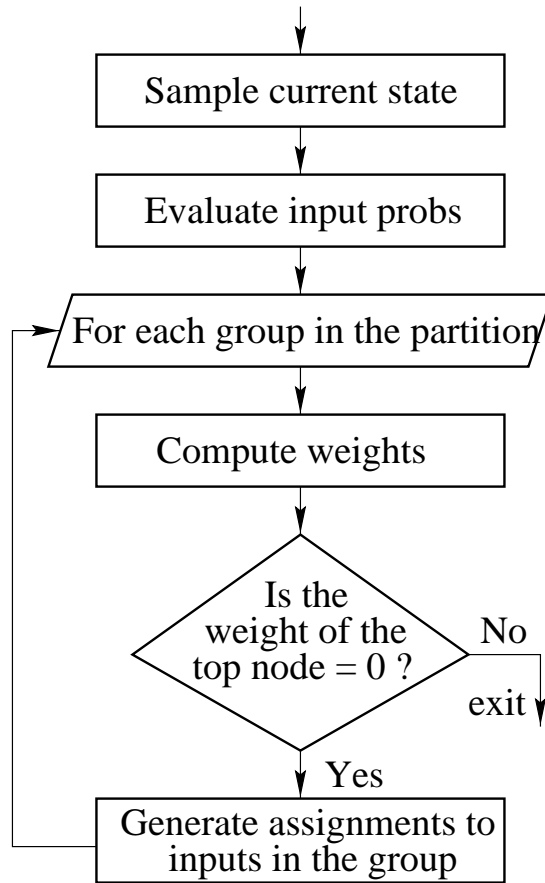 Sample current state
Evaluate input probs
For each group in the partition
Compute weights
Is the
weight of the
top node = 0 ?
No
exit
Yes
Generate assignments to
inputs in the group